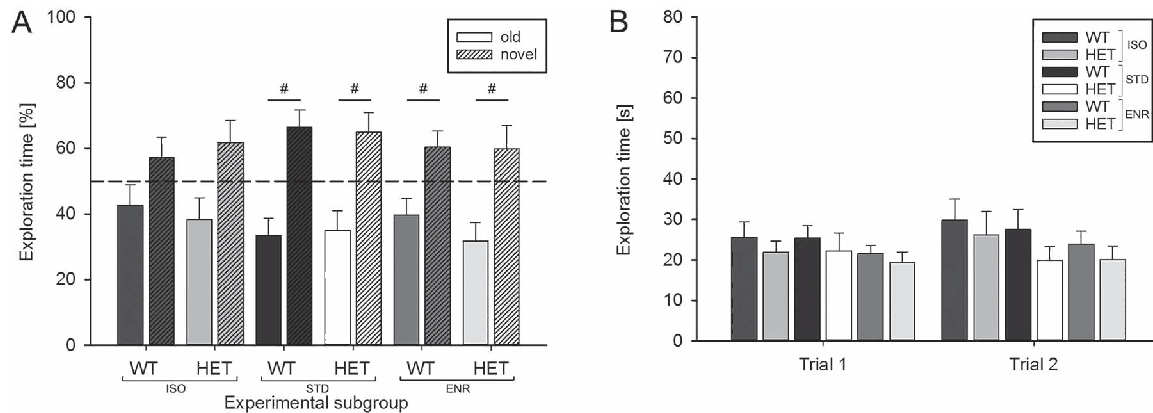 A
B
Exploration time [%]
100
80
60
40
20
0
old
novel
# # # #
WT HET WT HET WT HET
ISO STD ENR
Experimental subgroup
Exploration time [s]
80
70
60
50
40
30
20
10
0
WT
HET
ISO
WT
HET
STD
WT
HET
ENR
Trial 1 Trial 2